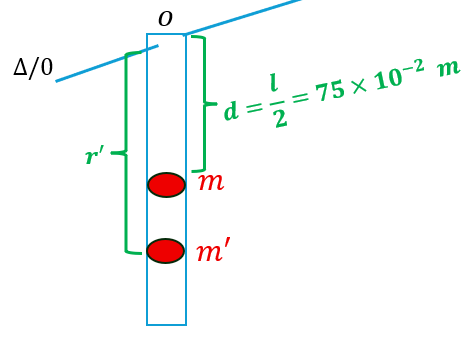 o
Δ/0
d = l/2 = 75 × 10⁻² m
r'
m
m'